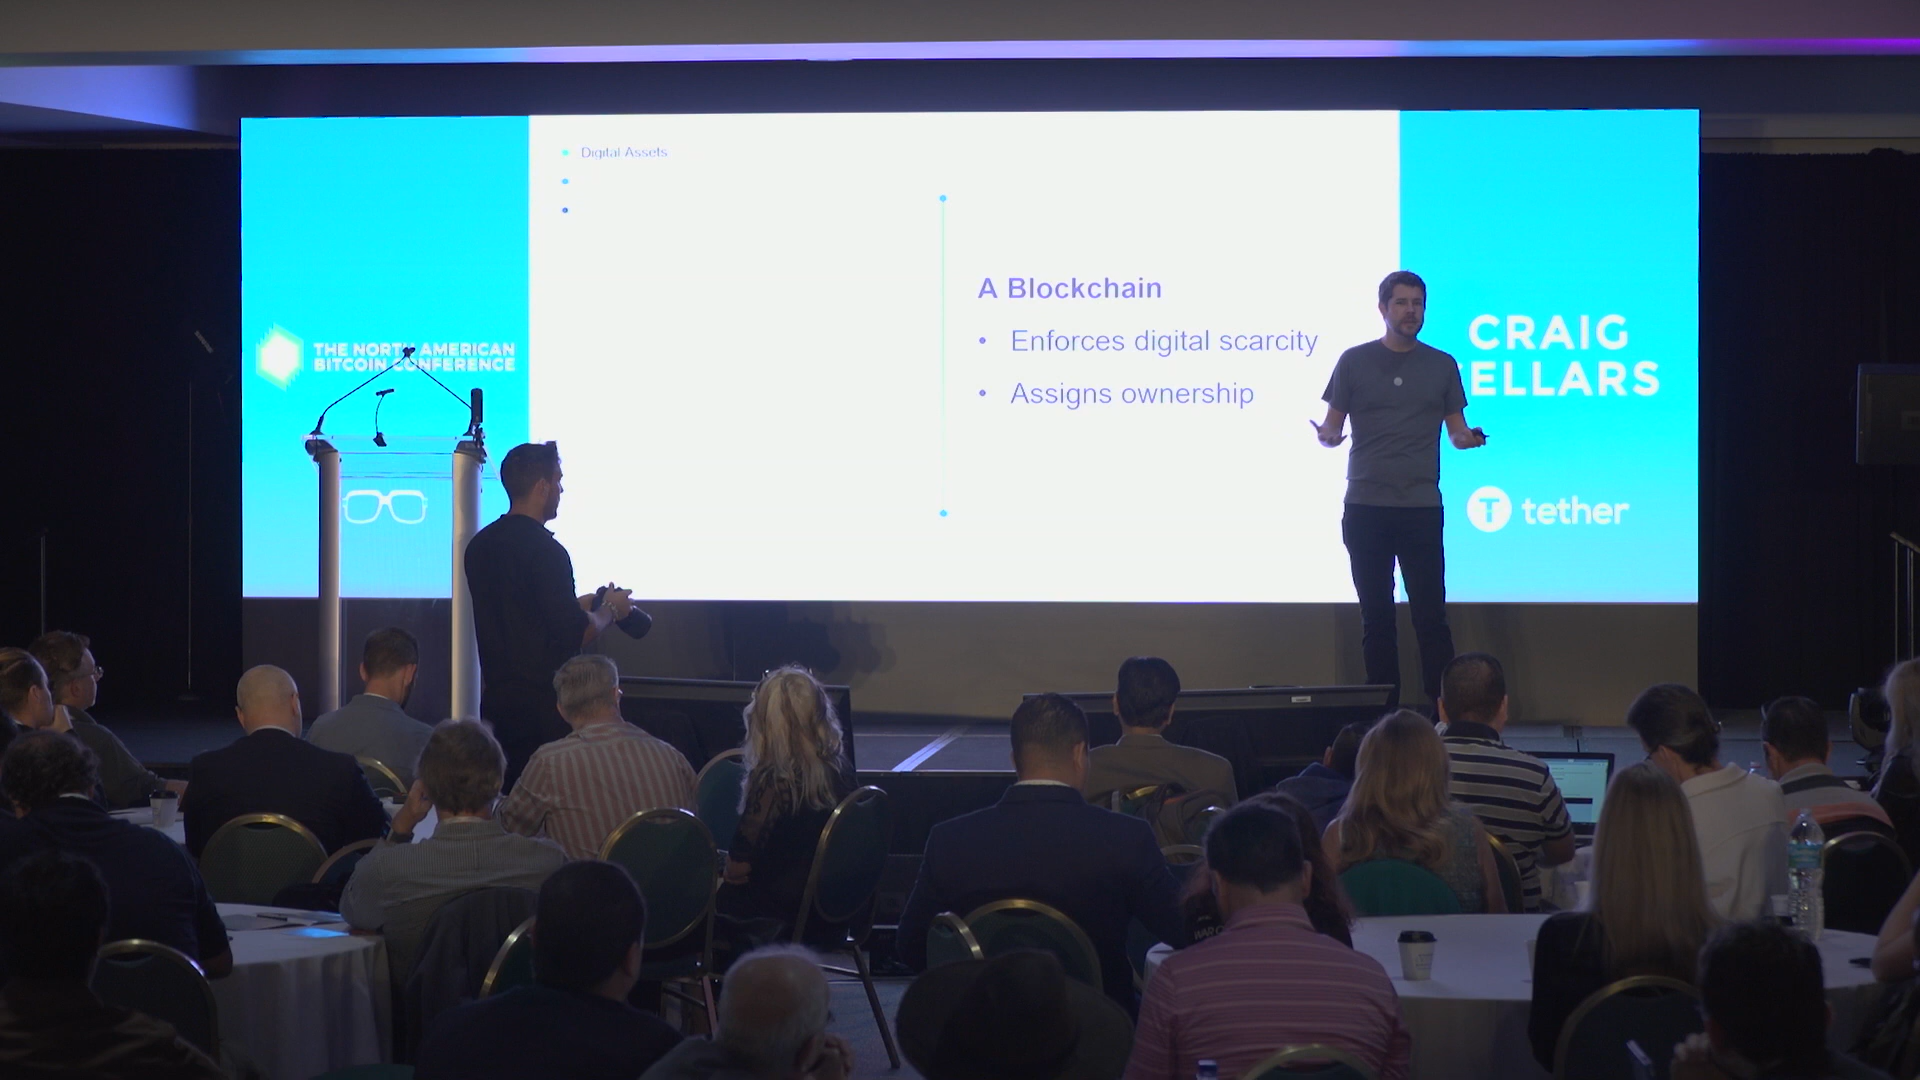 Digital Assets
THE NORTH AMERICAN
BITCOIN CONFERENCE
A Blockchain
• Enforces digital scarcity
• Assigns ownership
CRAIG
ELLARS
tether